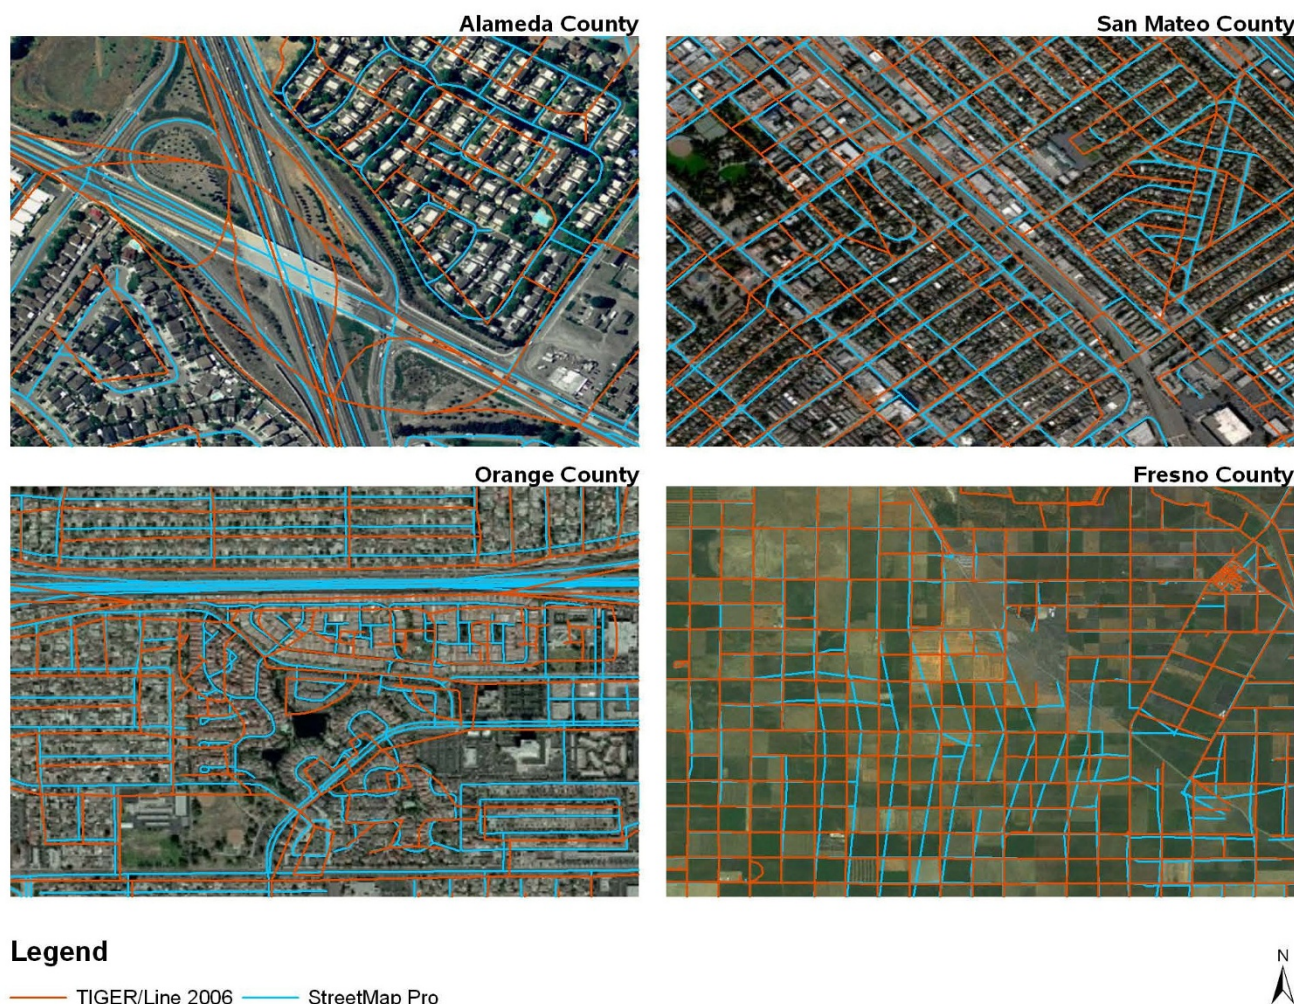 Alameda County
San Mateo County
Orange County
Fresno County
Legend
N
TIGER/Line 2006
StreetMap Pro